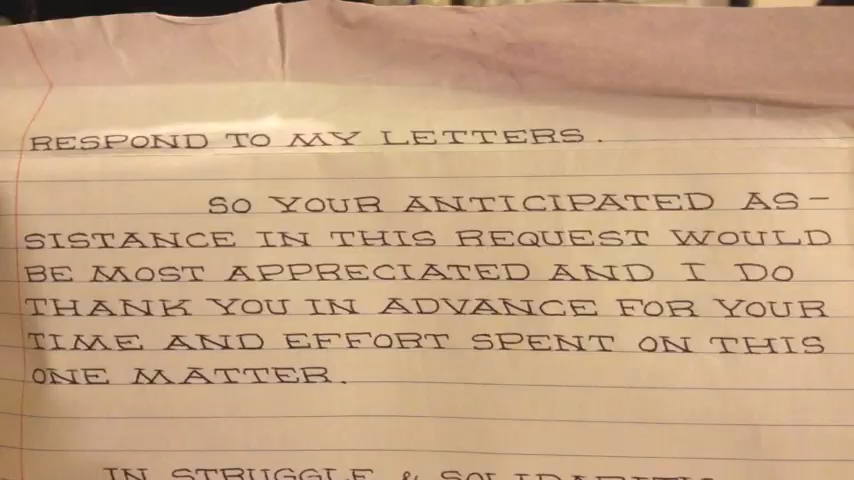 RESPOND TO MY LETTERS.
SO YOUR ANTICIPATED AS-
SISTANCE IN THIS REQUEST WOULD
BE MOST APPRECIATED AND I DO
THANK YOU IN ADVANCE FOR YOUR
TIME AND EFFORT SPENT ON THIS
ONE MATTER.
IN STRUGGLE &